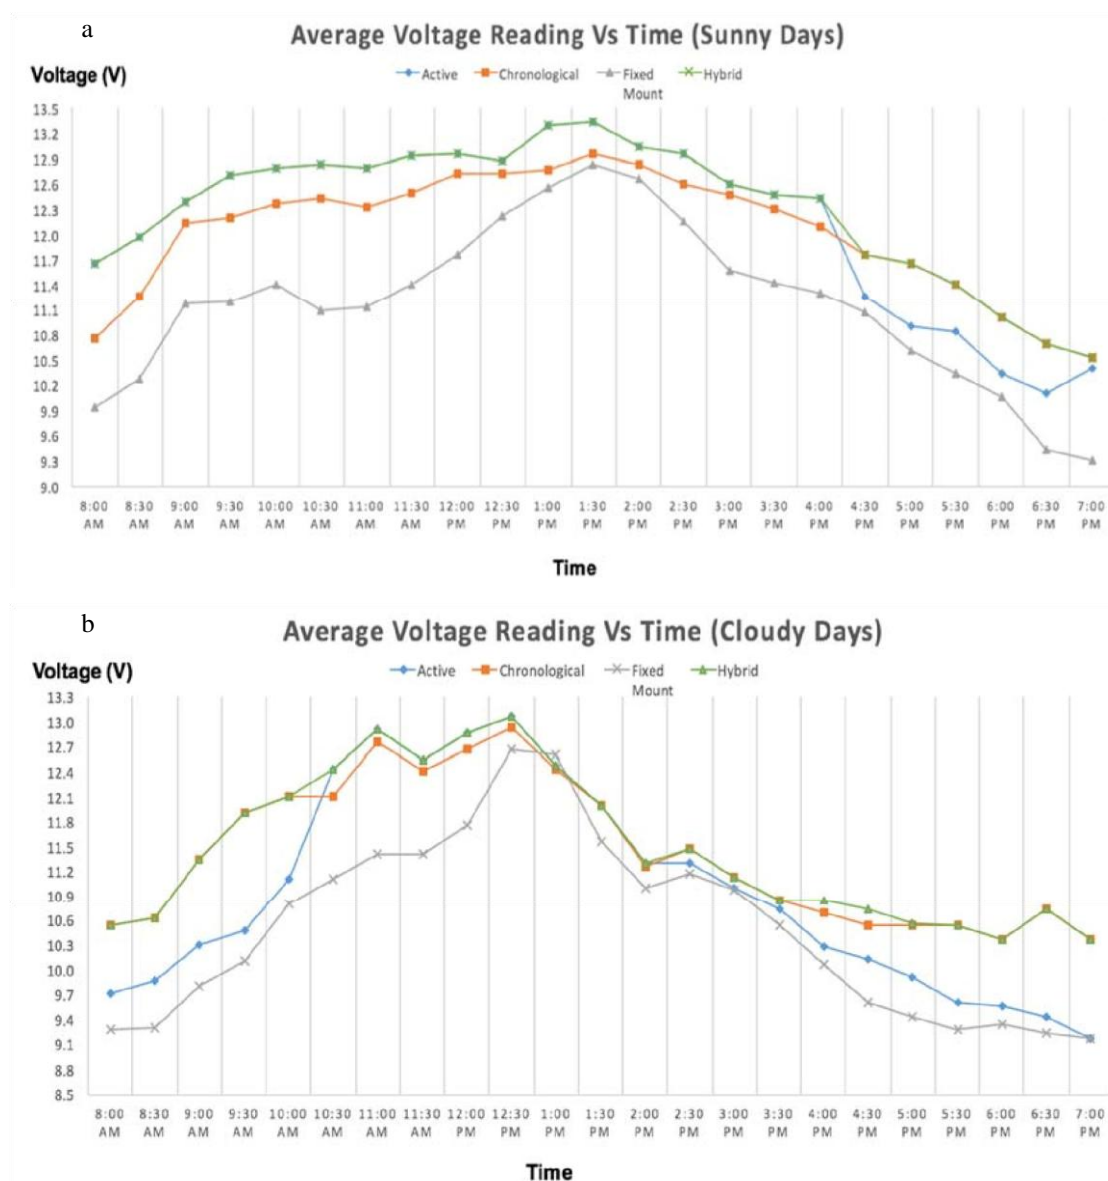 a
Average Voltage Reading Vs Time (Sunny Days)
Voltage (V)
Active Chronological Fixed Mount Hybrid
13.5
13.2
12.9
12.6
12.3
12.0
11.7
11.4
11.1
10.8
10.5
10.2
9.9
9.6
9.3
9.0
8:00 AM 8:30 AM 9:00 AM 9:30 AM 10:00 AM 10:30 AM 11:00 AM 11:30 AM 12:00 PM 12:30 PM 1:00 PM 1:30 PM 2:00 PM 2:30 PM 3:00 PM 3:30 PM 4:00 PM 4:30 PM 5:00 PM 5:30 PM 6:00 PM 6:30 PM 7:00 PM
Time
b
Average Voltage Reading Vs Time (Cloudy Days)
Voltage (V)
Active Chronological Fixed Mount Hybrid
13.3
13.0
12.7
12.4
12.1
11.8
11.5
11.2
10.9
10.6
10.3
10.0
9.7
9.4
9.1
8.8
8.5
8:00 AM 8:30 AM 9:00 AM 9:30 AM 10:00 AM 10:30 AM 11:00 AM 11:30 AM 12:00 PM 12:30 PM 1:00 PM 1:30 PM 2:00 PM 2:30 PM 3:00 PM 3:30 PM 4:00 PM 4:30 PM 5:00 PM 5:30 PM 6:00 PM 6:30 PM 7:00 PM
Time